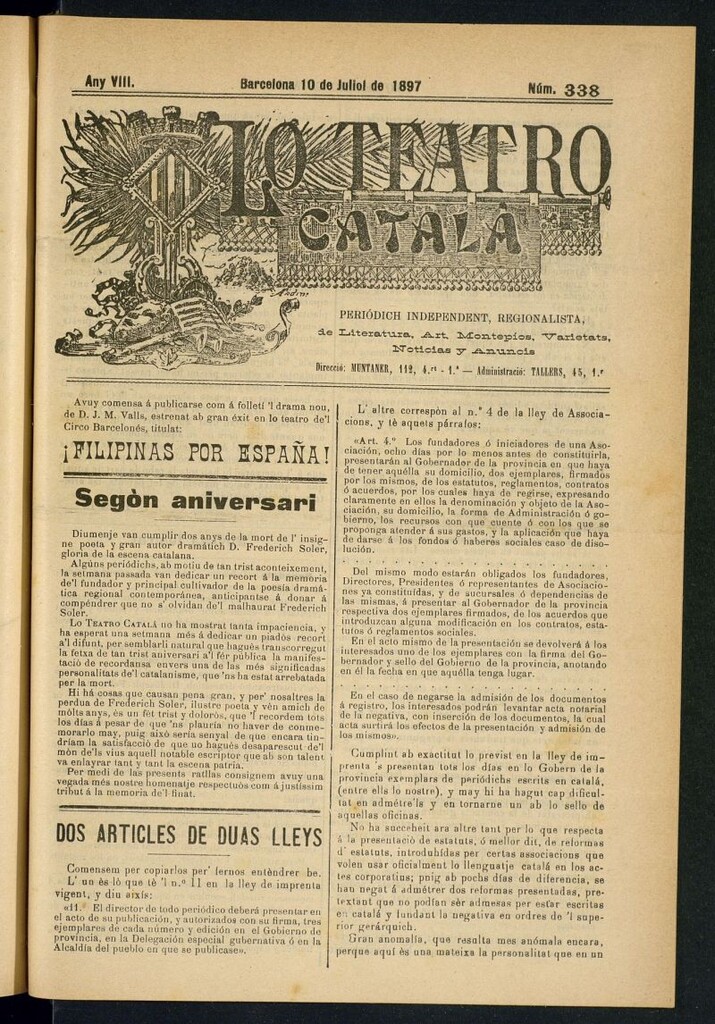 Any VIII.
Barcelona 10 de Juliol de 1897
Núm. 338
LO TEATRO
CATALÁ
PERIÓDICH INDEPENDENT, REGIONALISTA,
de Literatura, Art, Montepíos, Varietats,
Noticias y Anuncis
Direcció: MUNTANER, 112, 4.rt - 1.ª — Administració: TALLERS, 45, 1.r
Avuy comensa á publicarse com á folletí 'l drama nou,
de D. J. M. Valls, estrenat ab gran éxit en lo teatro de'l
Circo Barcelonés, titulat:
¡FILIPINAS POR ESPAÑA!
Segòn aniversari
Diumenje van cumplir dos anys de la mort de l' insig-
ne poeta y gran autor dramátich D. Frederich Soler,
gloria de la escena catalana.
Algúns periódichs, ab motiu de tan trist aconteixement,
la setmana passada van dedicar un recort á la memoria
de'l fundador y principal cultivador de la poesía dramá-
tica regional contemporánea, anticipantse á donar á
compéndrer que no s' olvidan de'l malhaurat Frederich
Soler.
LO TEATRO CATALÁ no ha mostrat tanta impaciencia, y
ha esperat una setmana més á dedicar un piadós recort
a'l difunt, per semblarli natural que hagués transcorregut
la fetxa de tan trist aniversari á fer pública la manifes-
tació de recordansa envers una de las més significadas
personalitats de'l catalanisme, que 'ns ha estat arrebatada
per la mort.
Hi há cosas que causan pena gran, y per' nosaltres la
perdua de Frederich Soler, ilustre poeta y vèn amich de
mólts anys, és un fét trist y dolorós, que 'l recordem tots
los días á pesar de que 'ns plauría no haver de conme-
morarlo may, puig aixó sería senyal de que encara tin-
dríam la satisfacció de que no hagués desaparescut de'l
món de'ls vius aquell notable escriptor que ab son talent
va enlayrar tant y tant la escena patria.
Per medi de las presents ratllas consignem avuy una
vegada més nostre homenatje respectuós com á justíssim
tribut á la memoria de'l finat.
DOS ARTICLES DE DUAS LLEYS
Comensem per copiarlos per' fernos entèndrer be.
L' un ès lò que tè 'l n.º 11 en la lley de imprenta
vigent, y diu aixís:
«11. El director de todo periódico deberá presentar en
el acto de su publicación, y autorizados con su firma, tres
ejemplares de cada número y edición en el Gobierno de
provincia, en la Delegación especial gubernativa ó en la
Alcaldía del pueblo en que se publicase».
L' altre correspòn al n.º 4 de la lley de Associa-
cions, y tè aquets párralos:
«Art. 4.º Los fundadores ó iniciadores de una Aso-
ciación, ocho días por lo menos antes de constituirla,
presentarán al Gobernador de la provincia en que haya
de tener aquélla su domicilio, dos ejemplares, firmados
por los mismos, de los estatutos, reglamentos, contratos
ó acuerdos, por los cuales haya de regirse, expresando
claramente en ellos la denominación y objeto de la Aso-
ciación, su domicilio, la forma de Administración ó go-
bierno, los recursos con que cuente ó con los que se
proponga atender á sus gastos, y la aplicación que haya
de darse á los fondos ó haberes sociales caso de diso-
lución.
Del mismo modo estarán obligados los fundadores,
Directores, Presidentes ó representantes de Asociacio-
nes ya constituídas, y de sucursales ó dependencias de
las mismas, á presentar al Gobernador de la provincia
respectiva dos ejemplares firmados, de los acuerdos que
introduzcan alguna modificación en los contratos, esta-
tutos ó reglamentos sociales.
En el acto mismo de la presentación se devolverá á los
interesados uno de los ejemplares con la firma del Go-
bernador y sello del Gobierno de la provincia, anotando
en él la fecha en que aquélla tenga lugar.
En el caso de negarse la admisión de los documentos
á registro, los interesados podrán levantar acta notarial
de la negativa, con inserción de los documentos, la cual
acta surtirá los efectos de la presentación y admisión de
los mismos».
Cumplint ab exactitut lo previst en la lley de im-
prenta 's presentan tots los días en lo Gobern de la
provincia exemplars de periódichs escrits en catalá,
(entre ells lo nostre), y may hi ha hagut cap dificul-
tat en admètre'ls y en tornarne un ab lo sello de
aquellas oficinas.
No ha succeheit ara altre tant per lo que respecta
á la presentació de estatuts, ó mellor dit, de reformas
d' estatuts, introduhidas per certas associacions que
volen usar oficialment lo llenguatje catalá en los ac-
tes corporatius; puig ab pochs días de diferencia, se
han negat á admétrer dos reformas presentadas, pre-
textant que no podían sèr admesas per estar escritas
en catalá y fundant la negativa en ordres de 'l supe-
rior gerárquich.
Gran anomalía, que resulta mes anómala encara,
perque aquí ès una mateixa la personalitat que en un